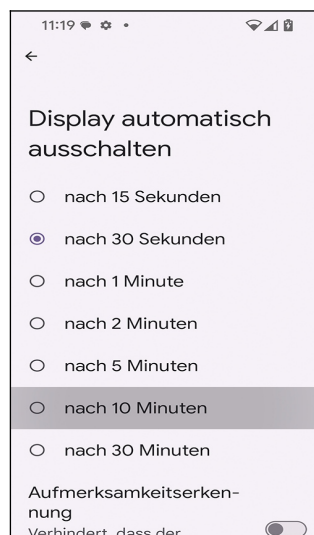 11:19
Display automatisch
ausschalten
nach 15 Sekunden
nach 30 Sekunden
nach 1 Minute
nach 2 Minuten
nach 5 Minuten
nach 10 Minuten
nach 30 Minuten
Aufmerksamkeitserken-
nung
Verhindert, dass der